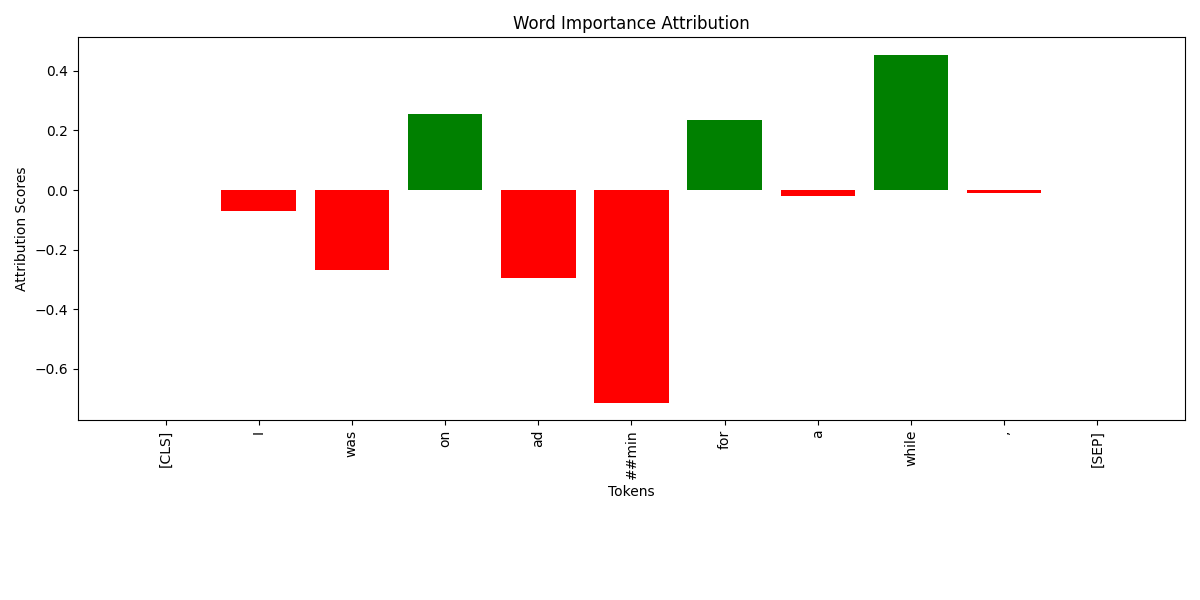 Word Importance Attribution
Attribution Scores
0.4
0.2
0.0
−0.2
−0.4
−0.6
[CLS]
I
was
on
ad
##min
for
a
while
,
[SEP]
Tokens